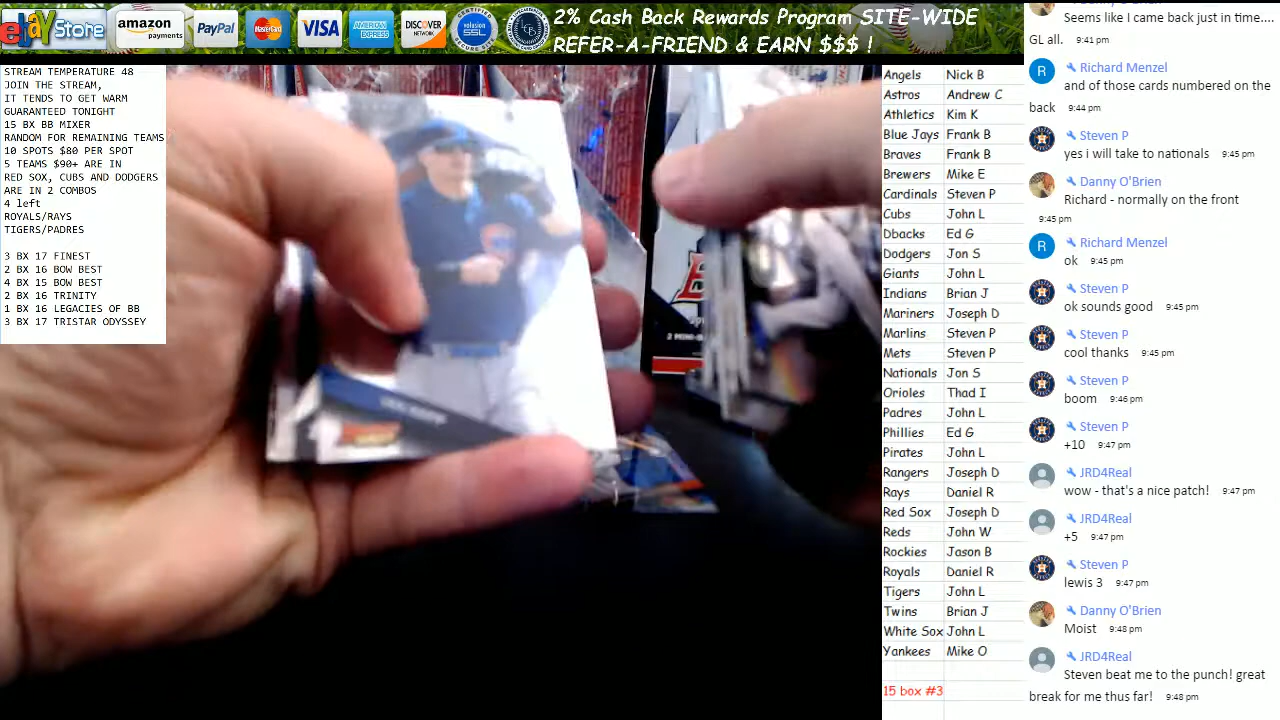 ebay Store
amazon payments
PayPal
MasterCard
VISA
AMERICAN EXPRESS
DISCOVER NETWORK
2% Cash Back Rewards Program SITE-WIDE
REFER-A-FRIEND & EARN $$$ !
STREAM TEMPERATURE 48
JOIN THE STREAM,
IT TENDS TO GET WARM
GUARANTEED TONIGHT
15 BX BB MIXER
RANDOM FOR REMAINING TEAMS
10 SPOTS $80 PER SPOT
5 TEAMS $90+ ARE IN
RED SOX, CUBS AND DODGERS
ARE IN 2 COMBOS
4 left
ROYALS/RAYS
TIGERS/PADRES
3 BX 17 FINEST
2 BX 16 BOW BEST
4 BX 15 BOW BEST
2 BX 16 TRINITY
1 BX 16 LEGACIES OF BB
3 BX 17 TRISTAR ODYSSEY
Angels Nick B
Astros Andrew C
Athletics Kim K
Blue Jays Frank B
Braves Frank B
Brewers Mike E
Cardinals Steven P
Cubs John L
Dbacks Ed G
Dodgers Jon S
Giants John L
Indians Brian J
Mariners Joseph D
Marlins Steven P
Mets Steven P
Nationals Jon S
Orioles Thad I
Padres John L
Phillies Ed G
Pirates John L
Rangers Joseph D
Rays Daniel R
Red Sox Joseph D
Reds John W
Rockies Jason B
Royals Daniel R
Tigers John L
Twins Brian J
White Sox John L
Yankees Mike O
15 box #3
Seems like I came back just in time....
GL all. 9:41 pm
R Richard Menzel
and of those cards numbered on the
back 9:44 pm
Steven P
yes i will take to nationals 9:45 pm
Danny O'Brien
Richard - normally on the front
9:45 pm
R Richard Menzel
ok 9:45 pm
Steven P
ok sounds good 9:45 pm
Steven P
cool thanks 9:45 pm
Steven P
boom 9:46 pm
Steven P
+10 9:47 pm
JRD4Real
wow - that's a nice patch! 9:47 pm
JRD4Real
+5 9:47 pm
Steven P
lewis 3 9:47 pm
Danny O'Brien
Moist 9:48 pm
JRD4Real
Steven beat me to the punch! great
break for me thus far! 9:48 pm